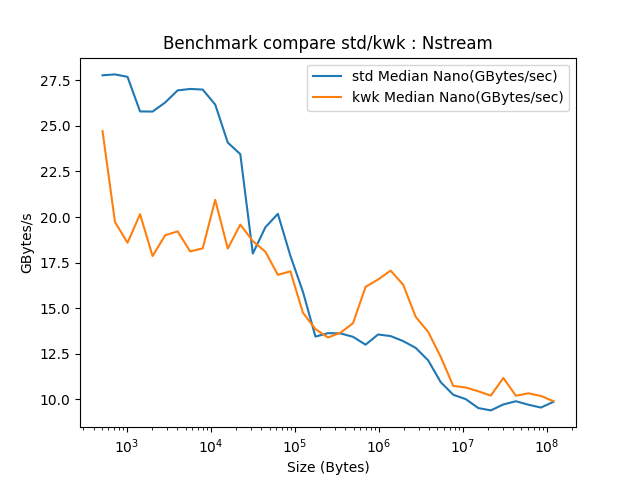 Benchmark compare std/kwk : Nstream
std Median Nano(GBytes/sec)
kwk Median Nano(GBytes/sec)
GBytes/s
27.5
25.0
22.5
20.0
17.5
15.0
12.5
10.0
10³ 10⁴ 10⁵ 10⁶ 10⁷ 10⁸
Size (Bytes)